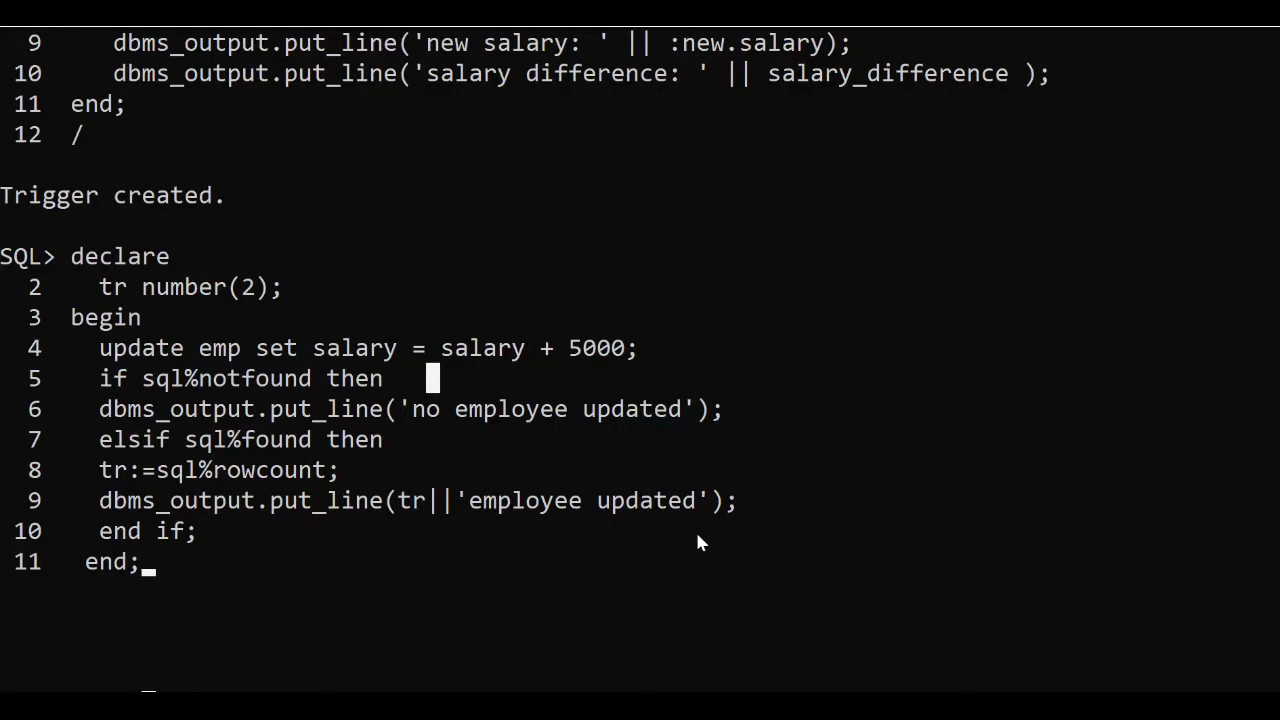 9     dbms_output.put_line('new salary: ' || :new.salary);
10     dbms_output.put_line('salary difference: ' || salary_difference );
11  end;
12  /
Trigger created.
SQL> declare
2    tr number(2);
3  begin
4    update emp set salary = salary + 5000;
5    if sql%notfound then
6    dbms_output.put_line('no employee updated');
7    elsif sql%found then
8    tr:=sql%rowcount;
9    dbms_output.put_line(tr||'employee updated');
10    end if;
11   end;